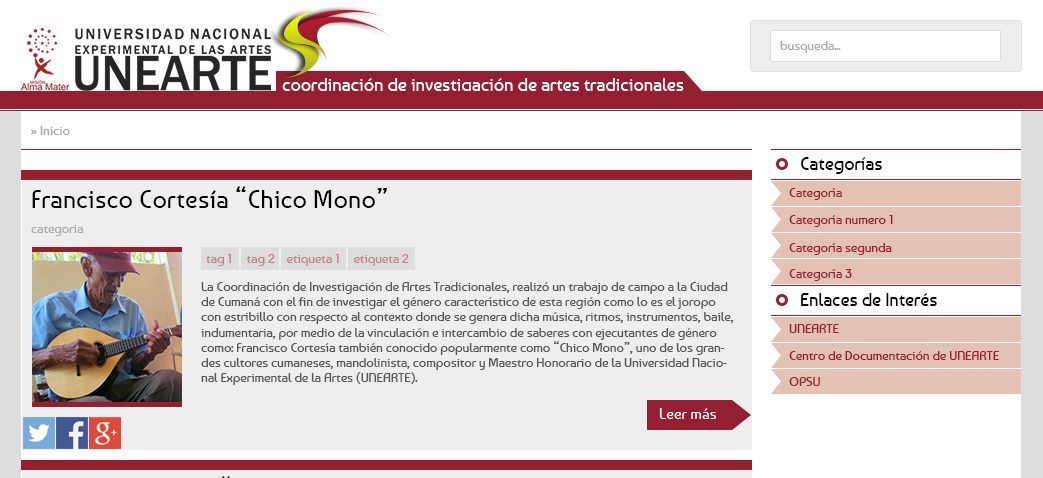 UNIVERSIDAD NACIONAL
EXPERIMENTAL DE LAS ARTES
UNEARTE
MISIÓN
Alma Mater
coordinación de investigación de artes tradicionales
busqueda...
» Inicio
Francisco Cortesía “Chico Mono”
categoria
tag 1
tag 2
etiqueta 1
etiqueta 2
La Coordinación de Investigación de Artes Tradicionales, realizó un trabajo de campo a la Ciudad
de Cumaná con el fin de investigar el género característico de esta región como lo es el joropo
con estribillo con respecto al contexto donde se genera dicha música, ritmos, instrumentos, baile,
indumentaria, por medio de la vinculación e intercambio de saberes con ejecutantes de género
como: Francisco Cortesía también conocido popularmente como “Chico Mono”, uno de los gran-
des cultores cumaneses, mandolinista, compositor y Maestro Honorario de la Universidad Nacio-
nal Experimental de la Artes (UNEARTE).
Leer más
Categorías
Categoría
Categoría numero 1
Categoría segunda
Categoria 3
Enlaces de Interés
UNEARTE
Centro de Documentación de UNEARTE
OPSU